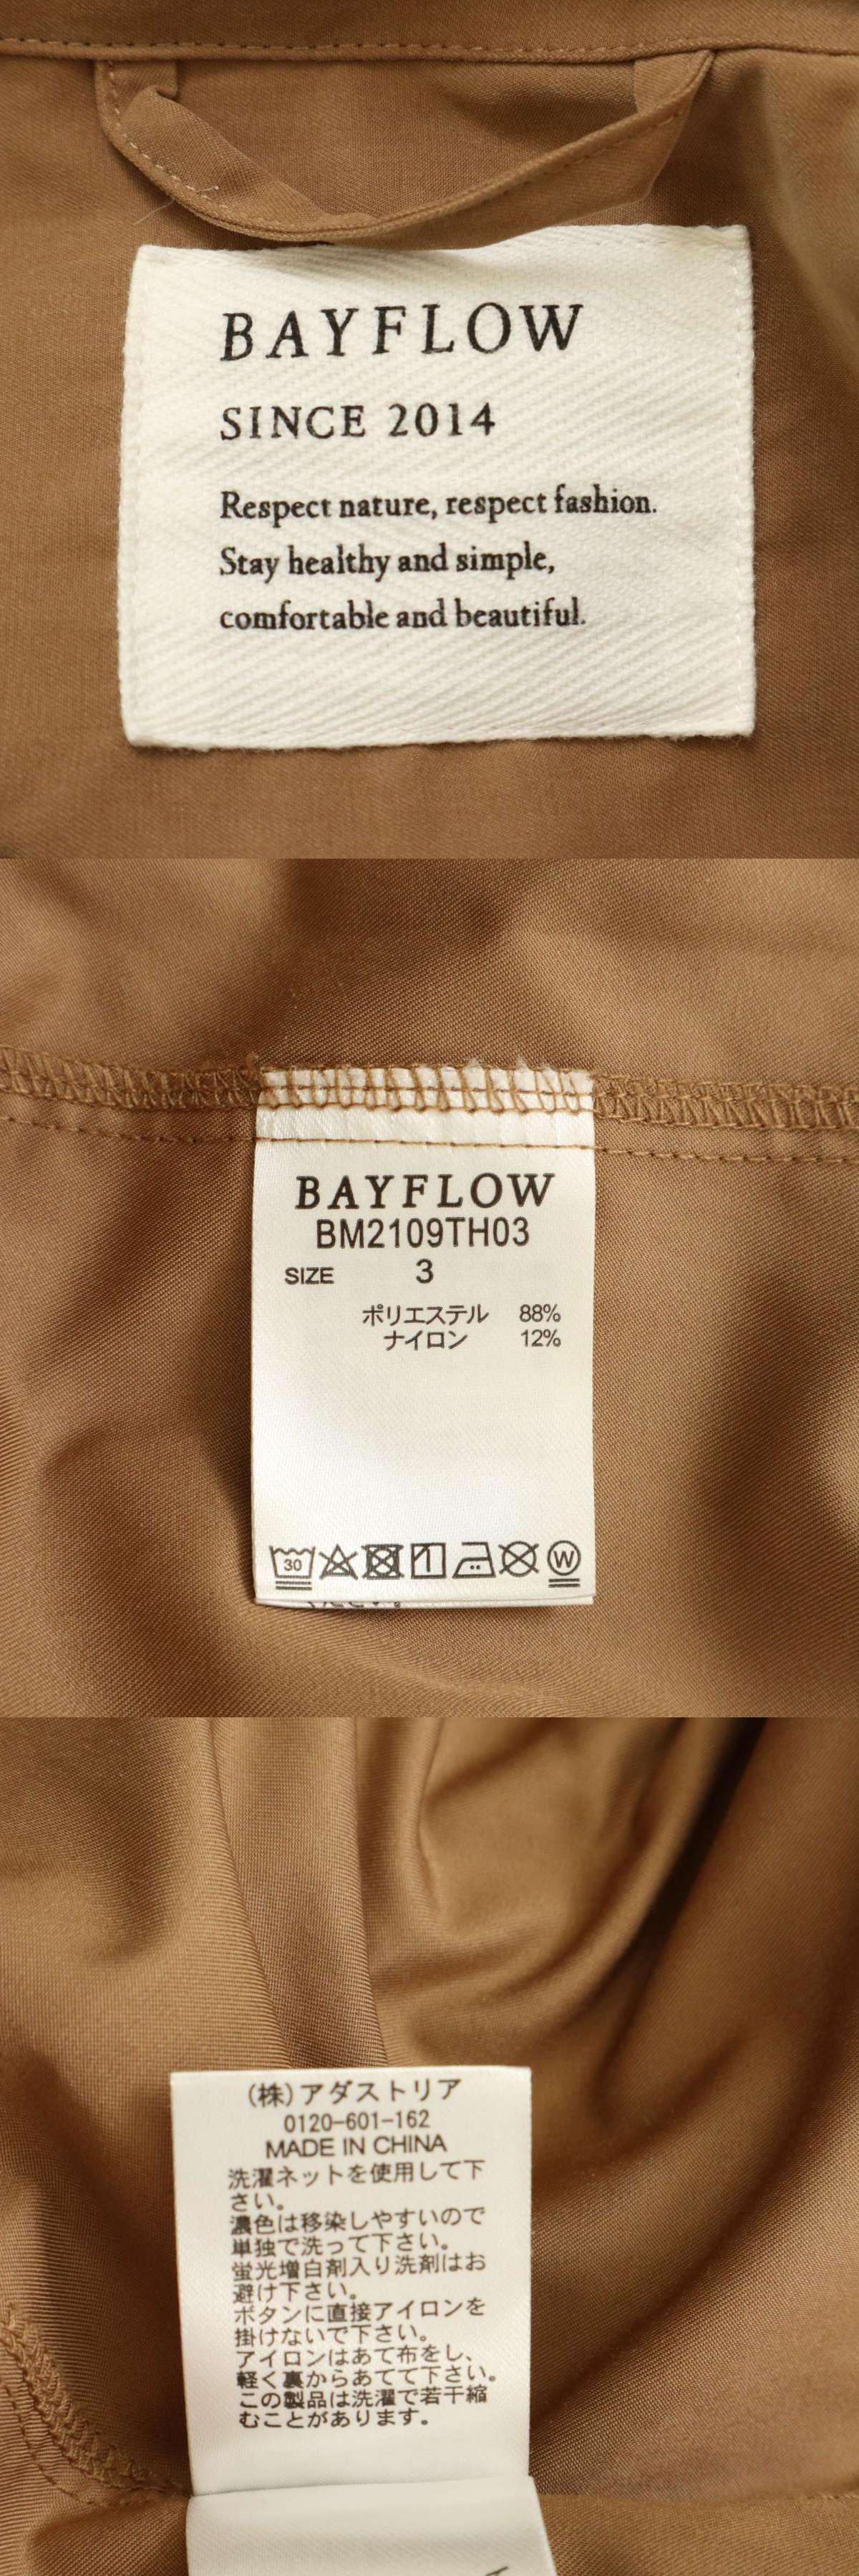 BAYFLOW
SINCE 2014
Respect nature, respect fashion.
Stay healthy and simple,
comfortable and beautiful.
BAYFLOW
BM2109TH03
SIZE 3
ポリエステル 88%
ナイロン 12%
30 W
(株)アダストリア
0120-601-162
MADE IN CHINA
洗濯ネットを使用して下
さい。
濃色は移染しやすいので
単独で洗って下さい。
蛍光増白剤入り洗剤はお
避け下さい。
ボタンに直接アイロンを
掛けないで下さい。
アイロンはあて布をし、
軽く裏からあてて下さい。
この製品は洗濯で若干縮
むことがあります。